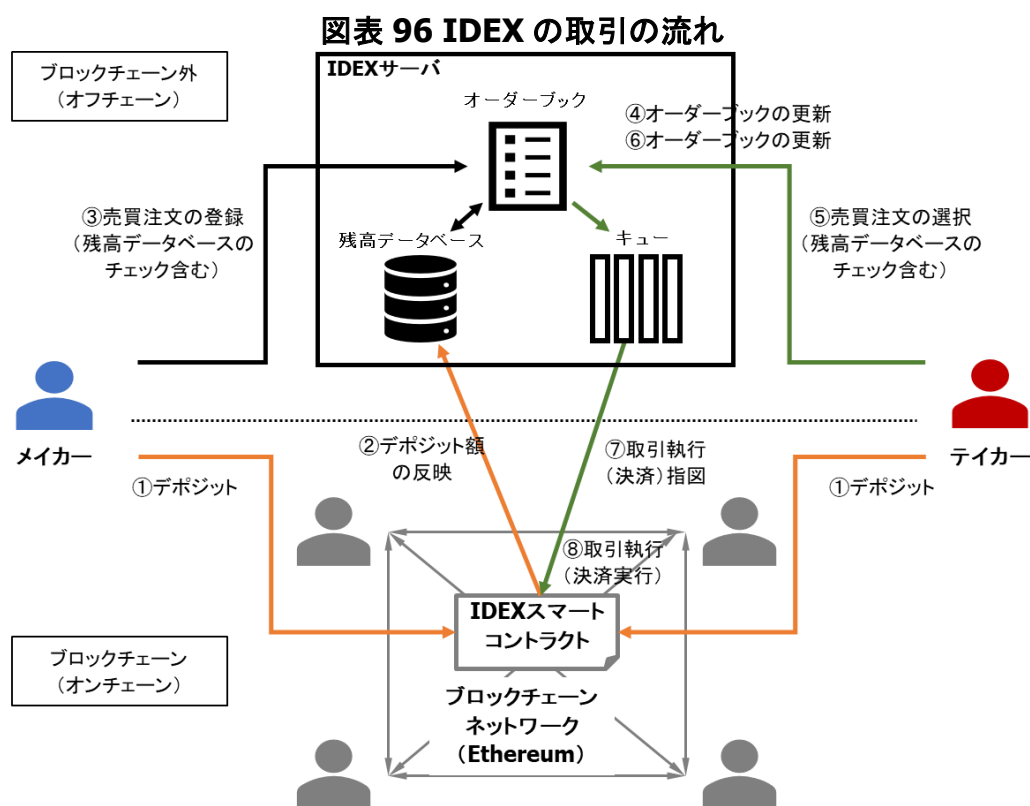 図表 96 IDEX の取引の流れ
ブロックチェーン外
（オフチェーン）
IDEXサーバ
オーダーブック
④オーダーブックの更新
⑥オーダーブックの更新
③売買注文の登録
（残高データベースの
チェック含む）
残高データベース
キュー
⑤売買注文の選択
（残高データベースの
チェック含む）
メイカー
テイカー
①デポジット
②デポジット額
の反映
⑦取引執行
（決済）指図
①デポジット
⑧取引執行
（決済実行）
IDEXスマート
コントラクト
ブロックチェーン
（オンチェーン）
ブロックチェーン
ネットワーク
（Ethereum）